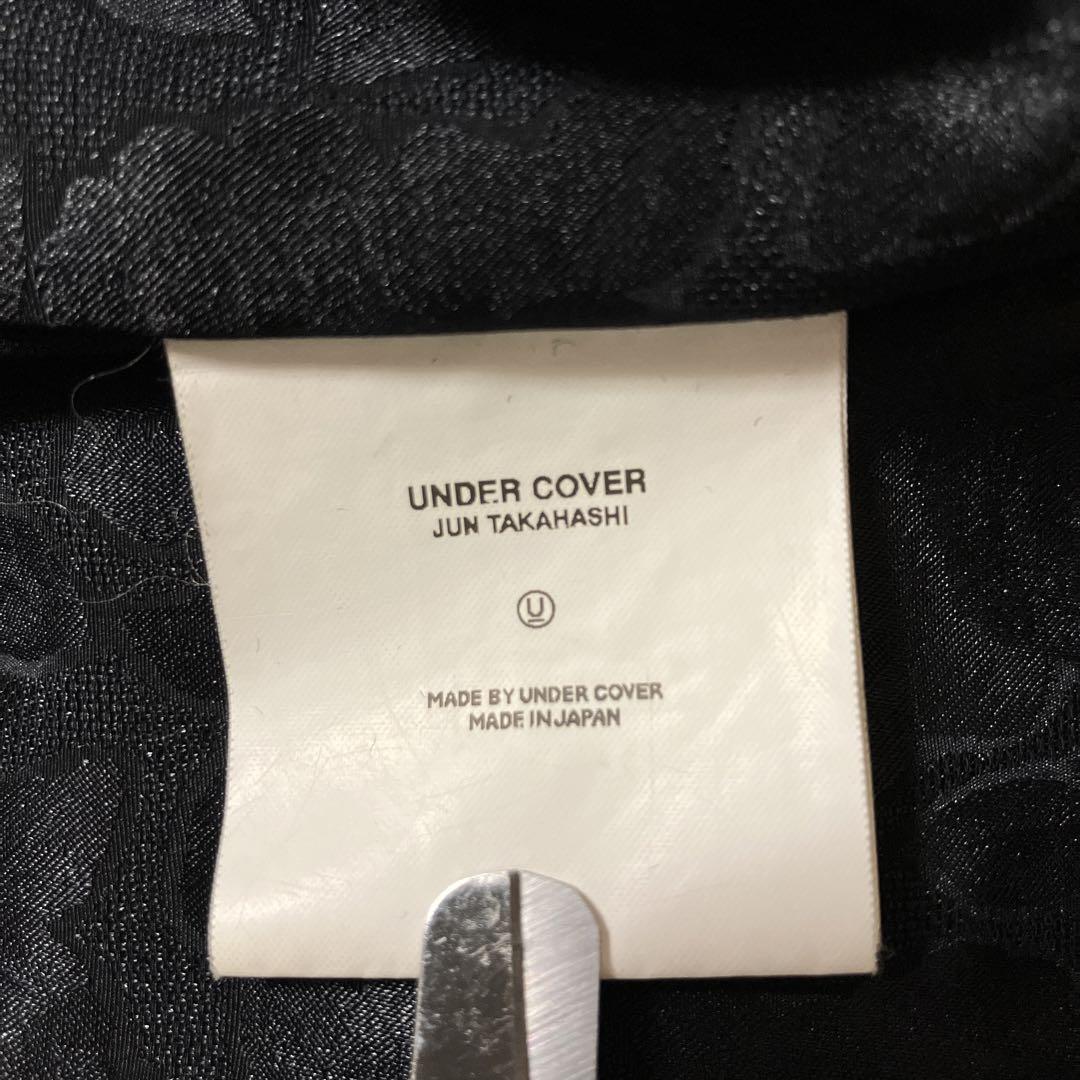 UNDER COVER
JUN TAKAHASHI
U
MADE BY UNDER COVER
MADE IN JAPAN